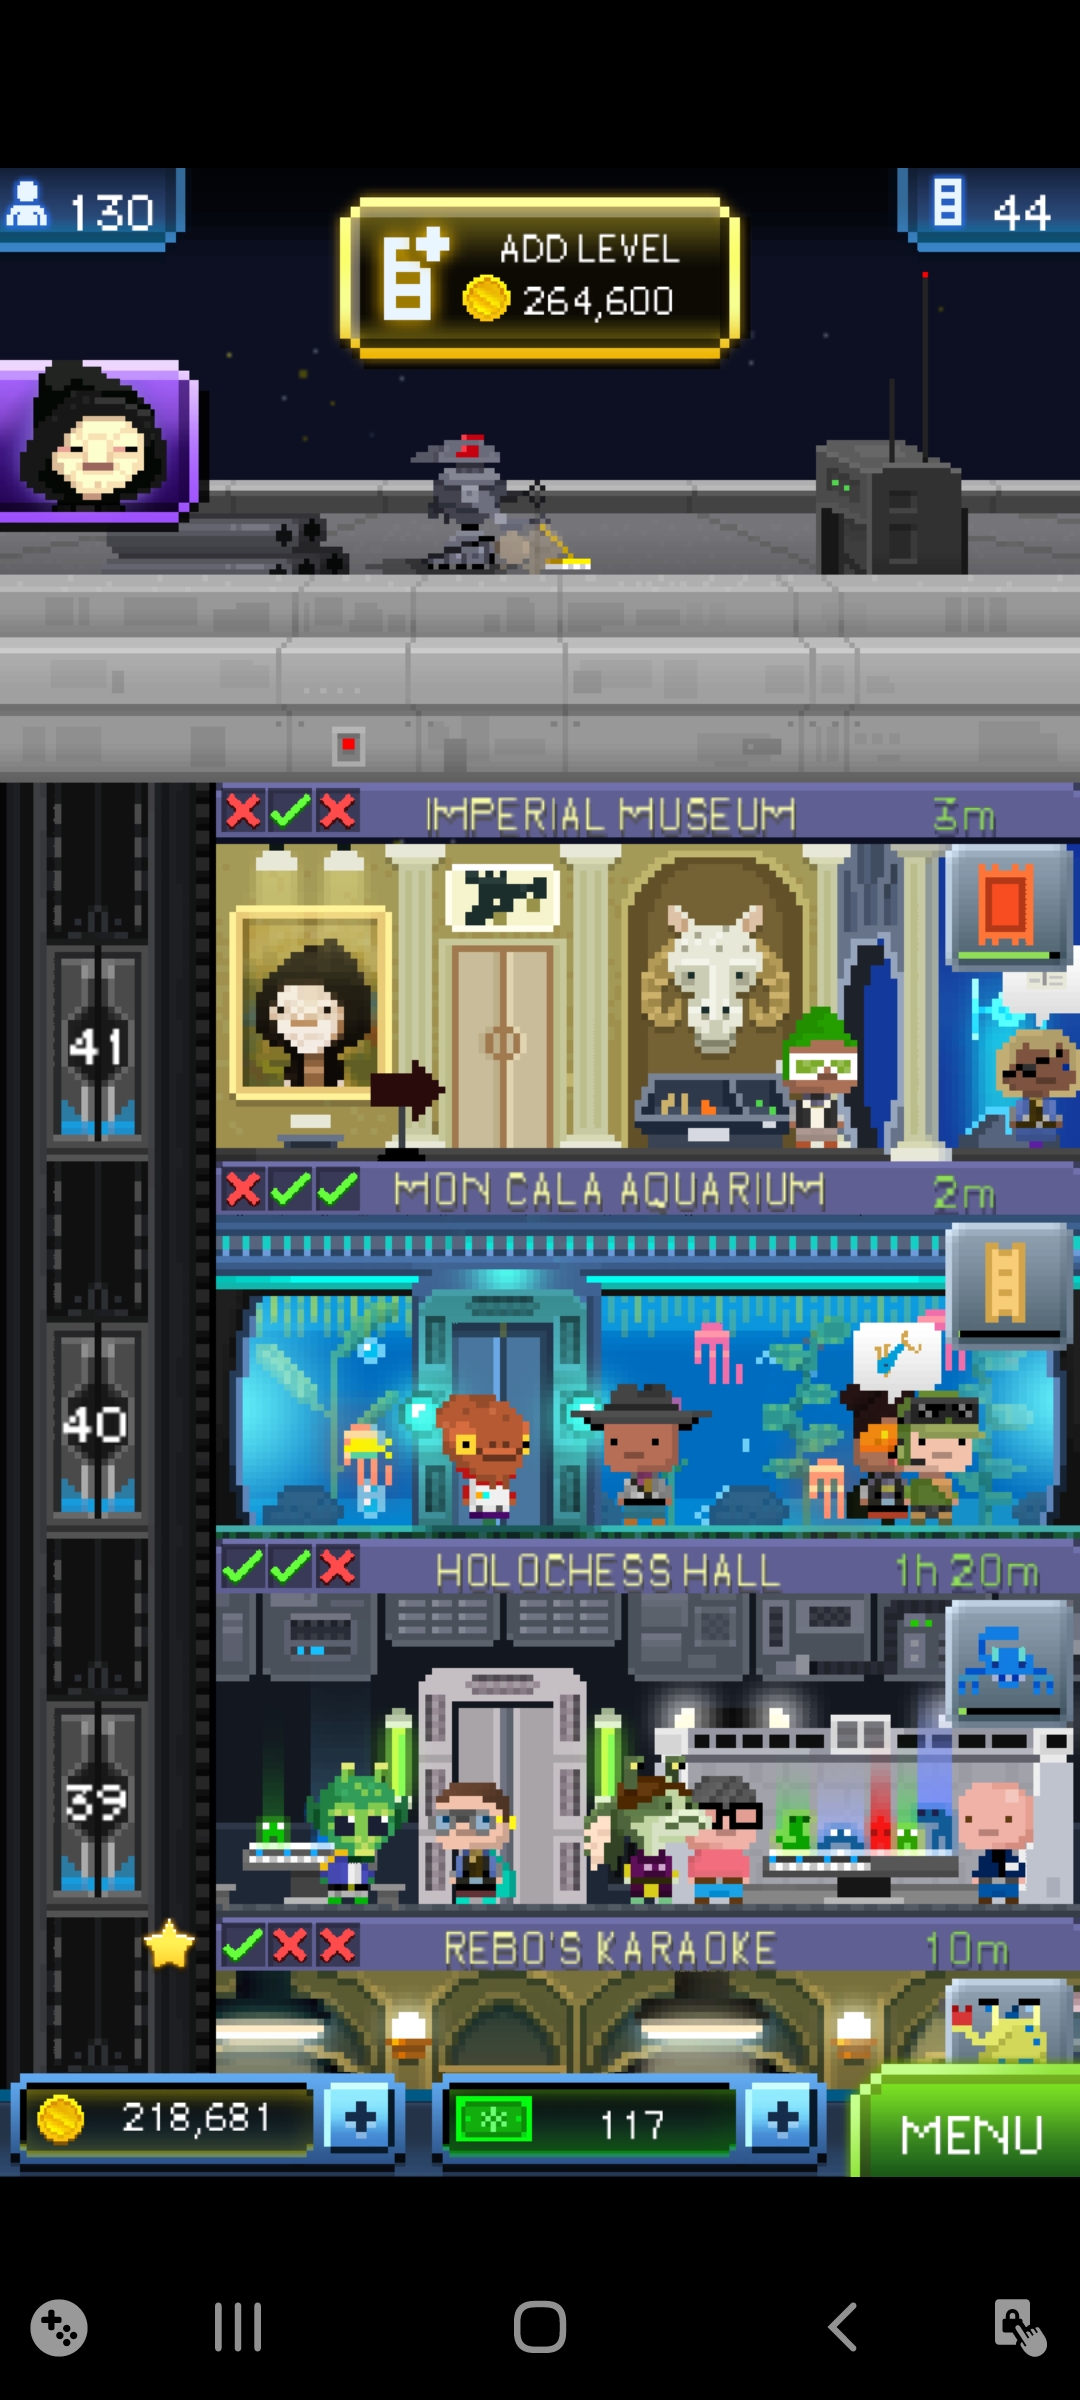 130
44
ADD LEVEL
264,600
IMPERIAL MUSEUM 3m
41
MON CALA AQUARIUM 2m
40
HOLOCHESS HALL 1h 20m
39
REBO'S KARAOKE 10m
218,681
117
MENU